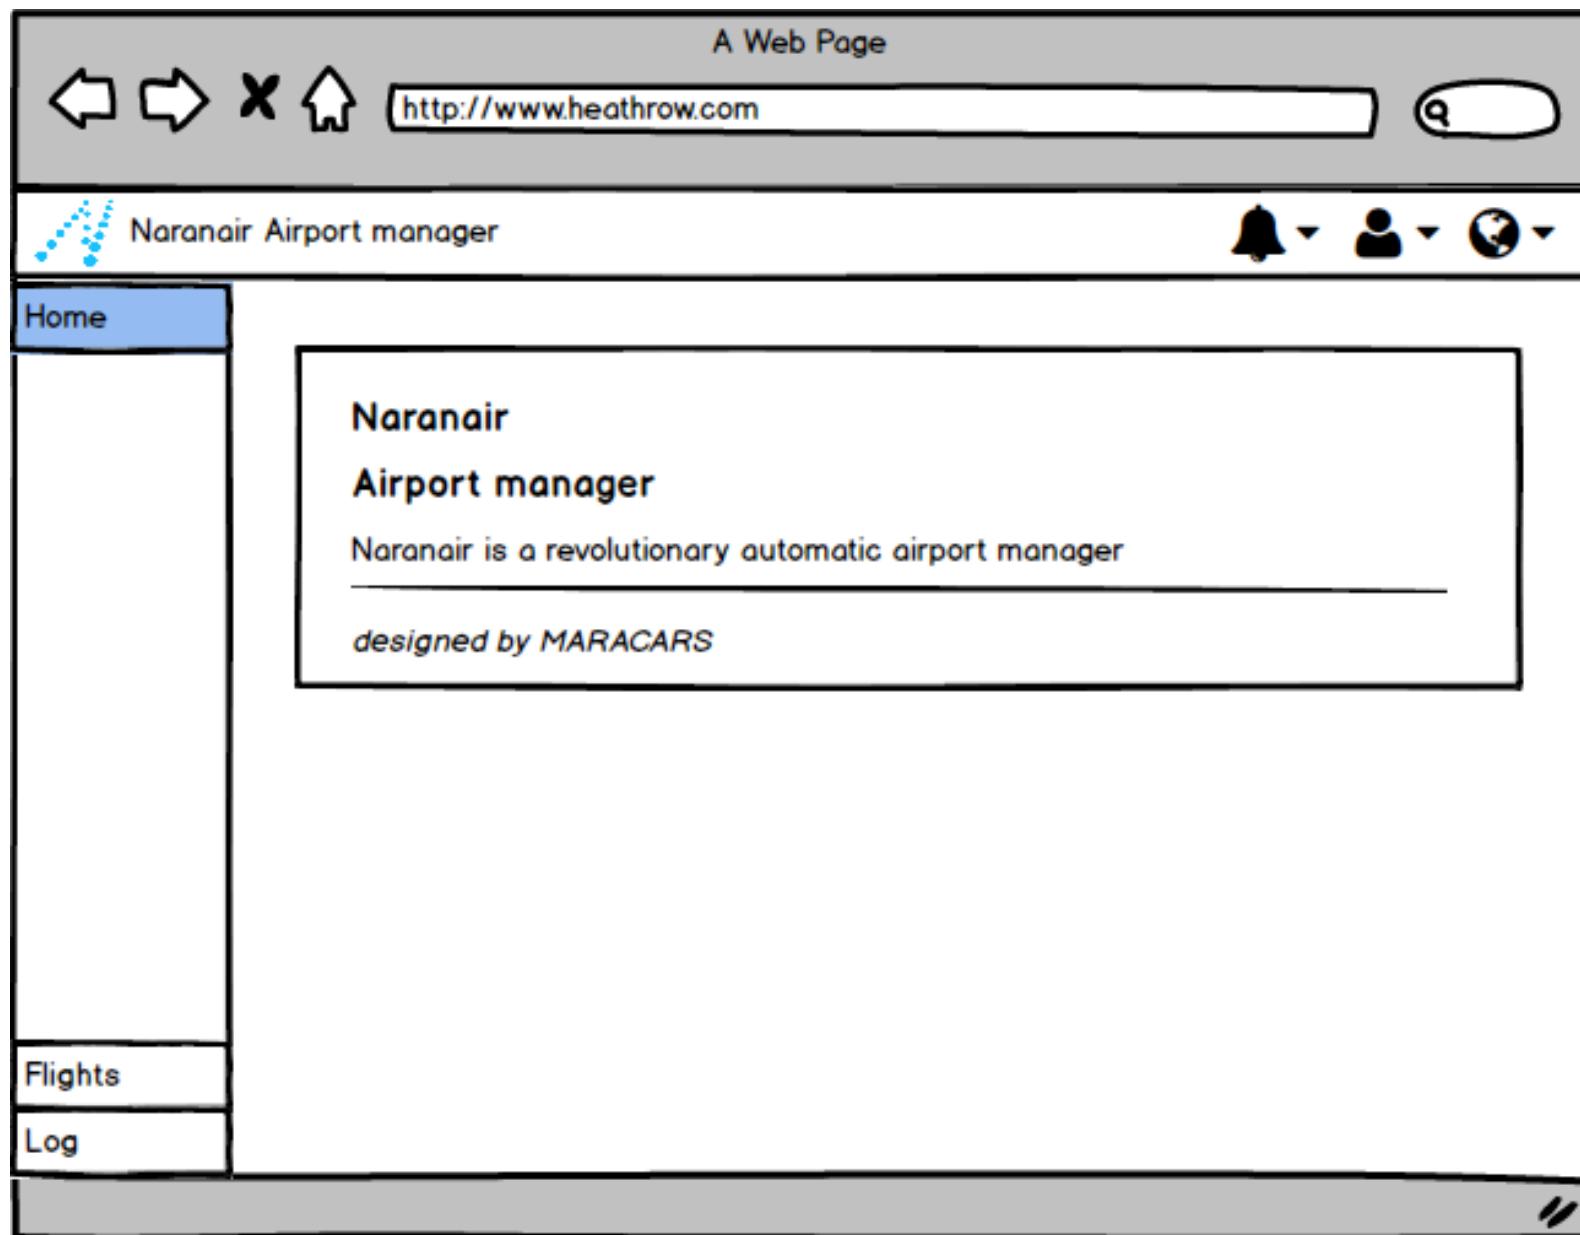 A Web Page
http://www.heathrow.com
Naranair Airport manager
Home
Naranair
Airport manager
Naranair is a revolutionary automatic airport manager
designed by MARACARS
Flights
Log